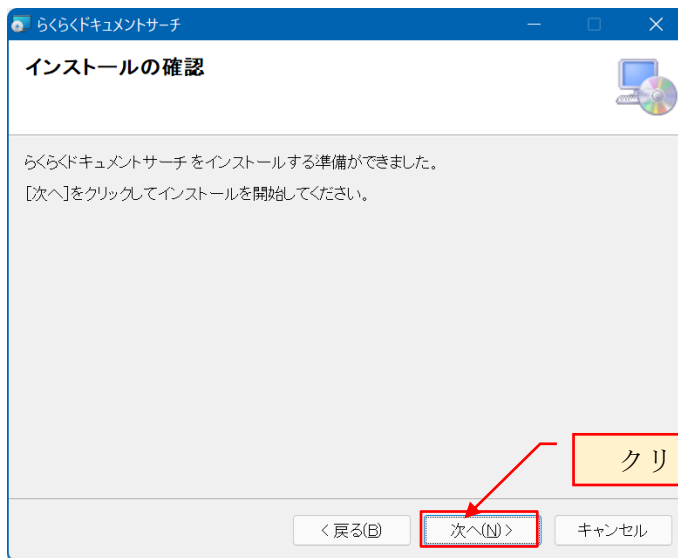 らくらくドキュメントサーチ
インストールの確認
らくらくドキュメントサーチ をインストールする準備ができました。
[次へ]をクリックしてインストールを開始してください。
クリ
< 戻る(B)
次へ(N) >
キャンセル